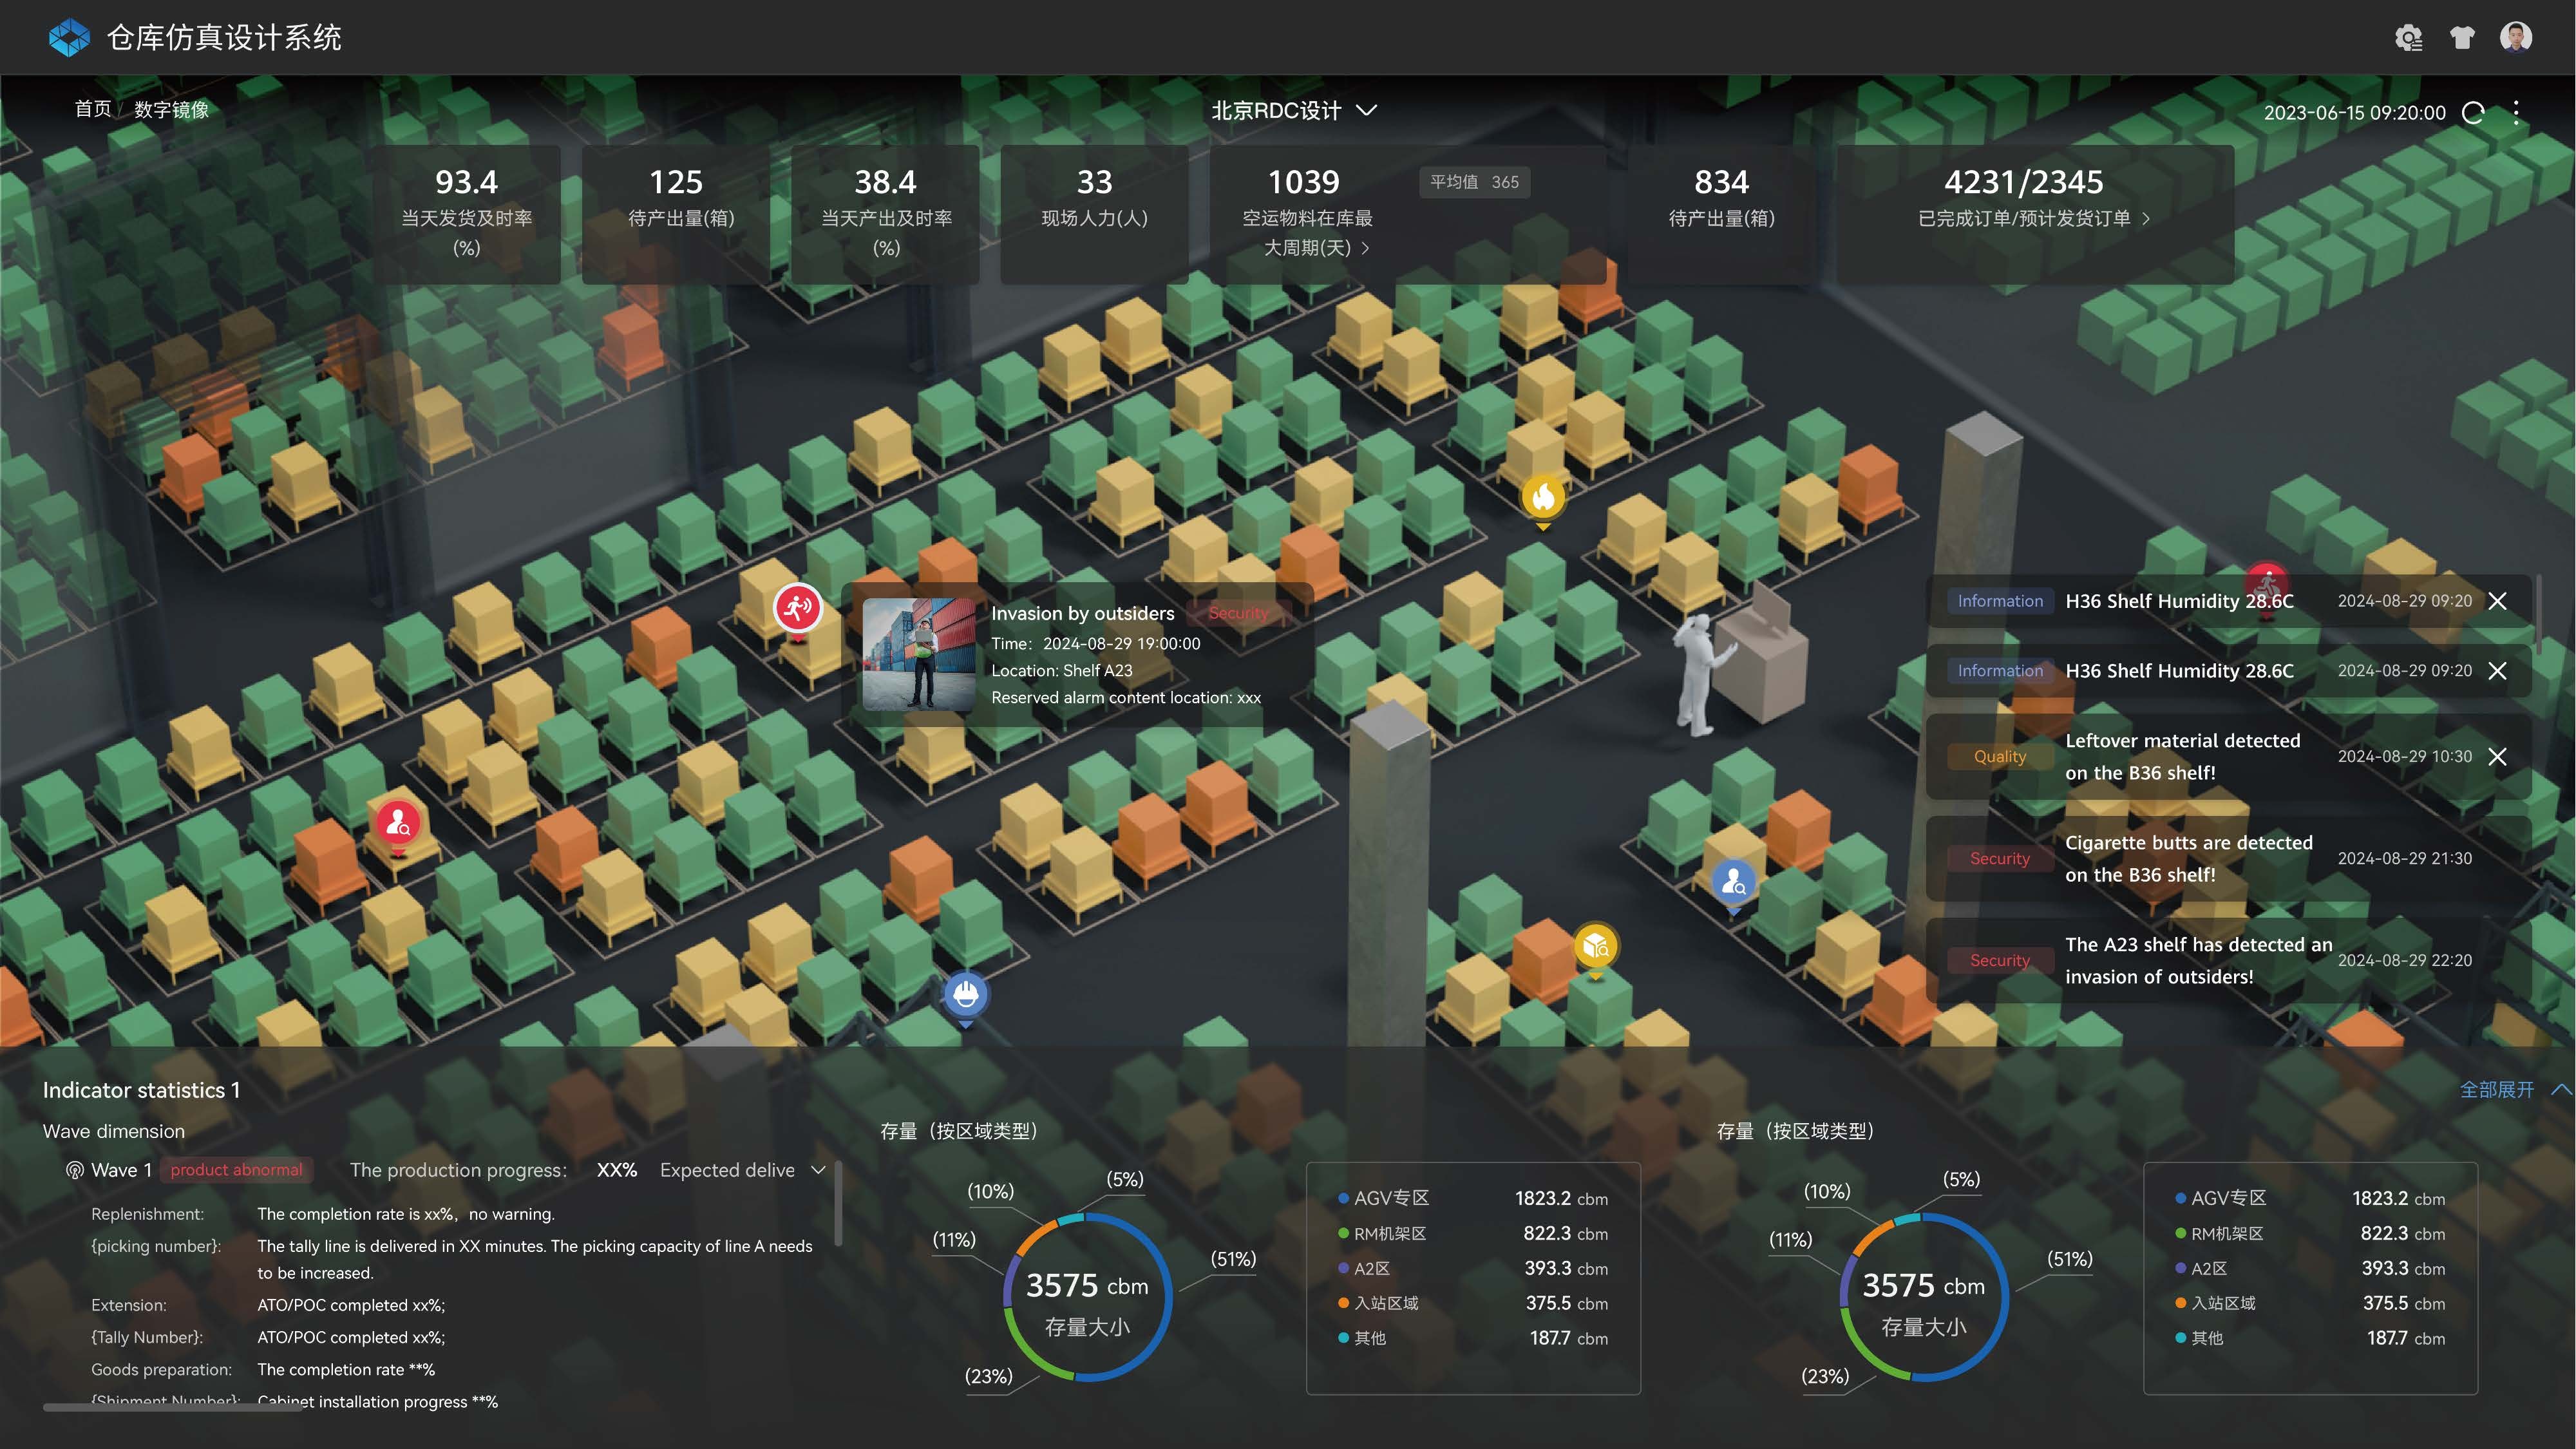 仓库仿真设计系统
首页 / 数字镜像
北京RDC设计
2023-06-15 09:20:00
93.4
当天发货及时率
(%)
125
待产出量(箱)
38.4
当天产出及时率
(%)
33
现场人力(人)
1039
空运物料在库最
大周期(天)
平均值 365
834
待产出量(箱)
4231/2345
已完成订单/预计发货订单
Invasion by outsiders Security
Time: 2024-08-29 19:00:00
Location: Shelf A23
Reserved alarm content location: xxx
Information H36 Shelf Humidity 28.6C 2024-08-29 09:20
Information H36 Shelf Humidity 28.6C 2024-08-29 09:20
Quality
Leftover material detected
on the B36 shelf!
2024-08-29 10:30
Security
Cigarette butts are detected
on the B36 shelf!
2024-08-29 21:30
Security
The A23 shelf has detected an
invasion of outsiders!
2024-08-29 22:20
Indicator statistics 1
全部展开
Wave dimension
Wave 1 product abnormal The production progress: XX% Expected delive
Replenishment: The completion rate is xx%, no warning.
{picking number}: The tally line is delivered in XX minutes. The picking capacity of line A needs
to be increased.
Extension: ATO/POC completed xx%;
{Tally Number}: ATO/POC completed xx%;
Goods preparation: The completion rate **%
{Shipment Number}: Cabinet installation progress **%
存量（按区域类型）
(5%)
(10%)
(11%)
(51%)
(23%)
3575 cbm
存量大小
AGV专区 1823.2 cbm
RM机架区 822.3 cbm
A2区 393.3 cbm
入站区域 375.5 cbm
其他 187.7 cbm
存量（按区域类型）
(5%)
(10%)
(11%)
(51%)
(23%)
3575 cbm
存量大小
AGV专区 1823.2 cbm
RM机架区 822.3 cbm
A2区 393.3 cbm
入站区域 375.5 cbm
其他 187.7 cbm